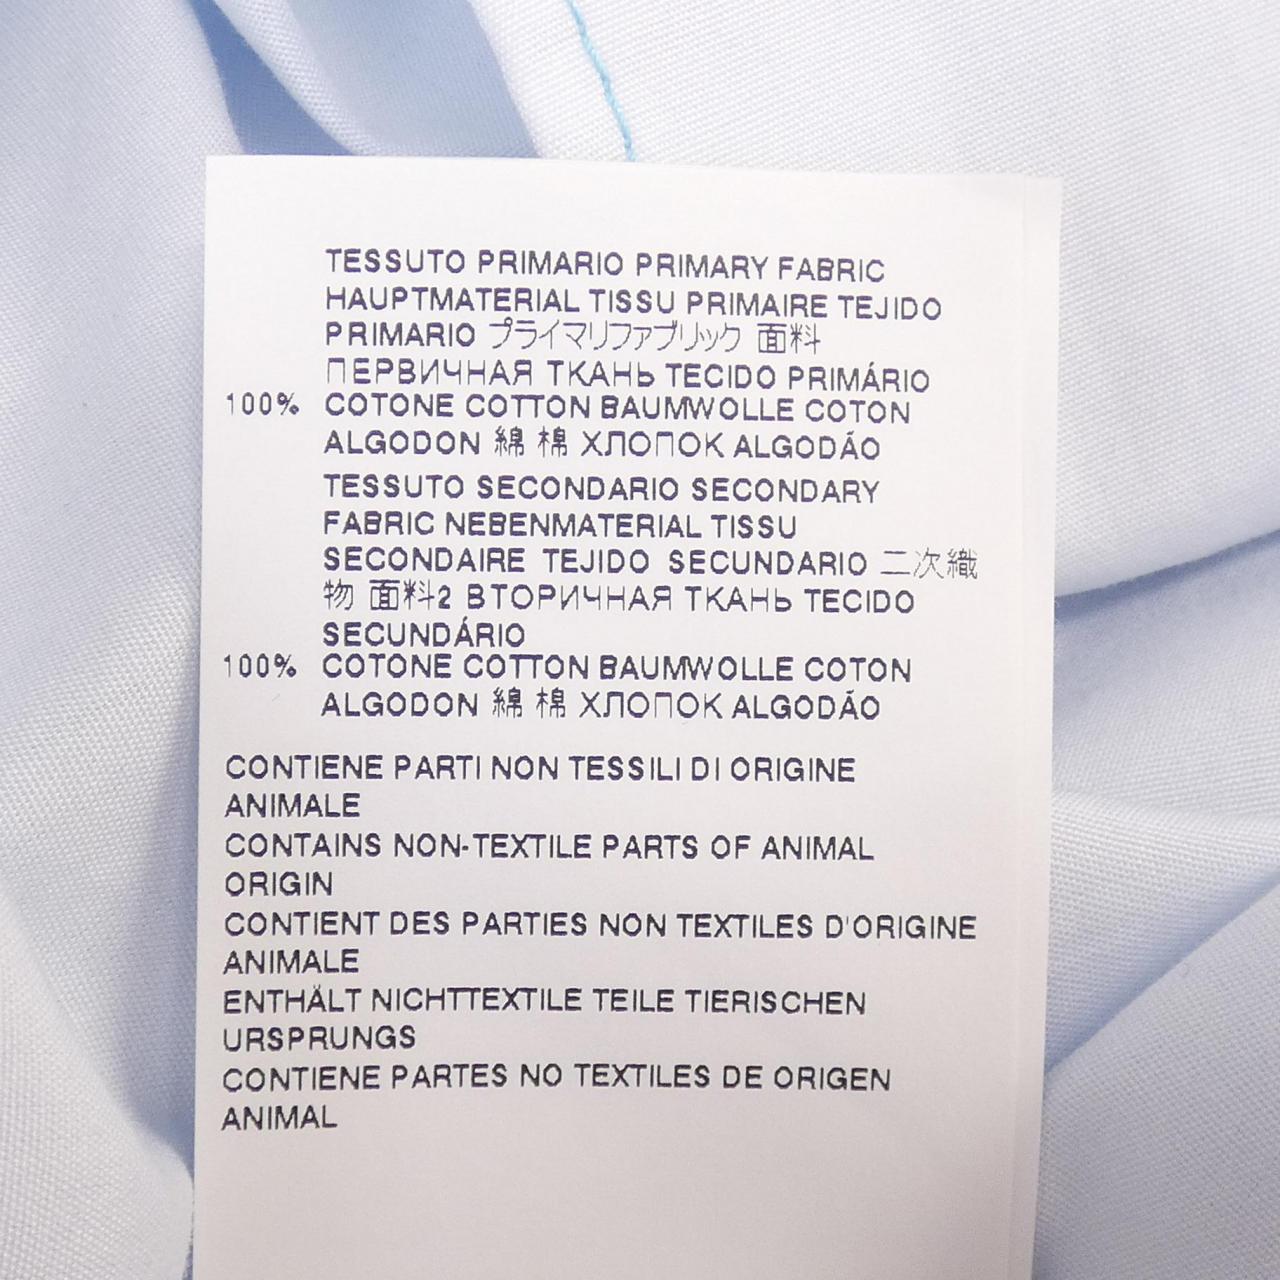 TESSUTO PRIMARIO PRIMARY FABRIC
HAUPTMATERIAL TISSU PRIMAIRE TEJIDO
PRIMARIO プライマリファブリック 面料
ПЕРВИЧНАЯ ТКАНЬ TECIDO PRIMÁRIO
100% COTONE COTTON BAUMWOLLE COTON
ALGODON 綿 棉 ХЛОПОК ALGODÃO
TESSUTO SECONDARIO SECONDARY
FABRIC NEBENMATERIAL TISSU
SECONDAIRE TEJIDO SECUNDARIO 二次織
物 面料2 ВТОРИЧНАЯ ТКАНЬ TECIDO
SECUNDÁRIO
100% COTONE COTTON BAUMWOLLE COTON
ALGODON 綿 棉 ХЛОПОК ALGODÃO
CONTIENE PARTI NON TESSILI DI ORIGINE
ANIMALE
CONTAINS NON-TEXTILE PARTS OF ANIMAL
ORIGIN
CONTIENT DES PARTIES NON TEXTILES D'ORIGINE
ANIMALE
ENTHÄLT NICHTTEXTILE TEILE TIERISCHEN
URSPRUNGS
CONTIENE PARTES NO TEXTILES DE ORIGEN
ANIMAL